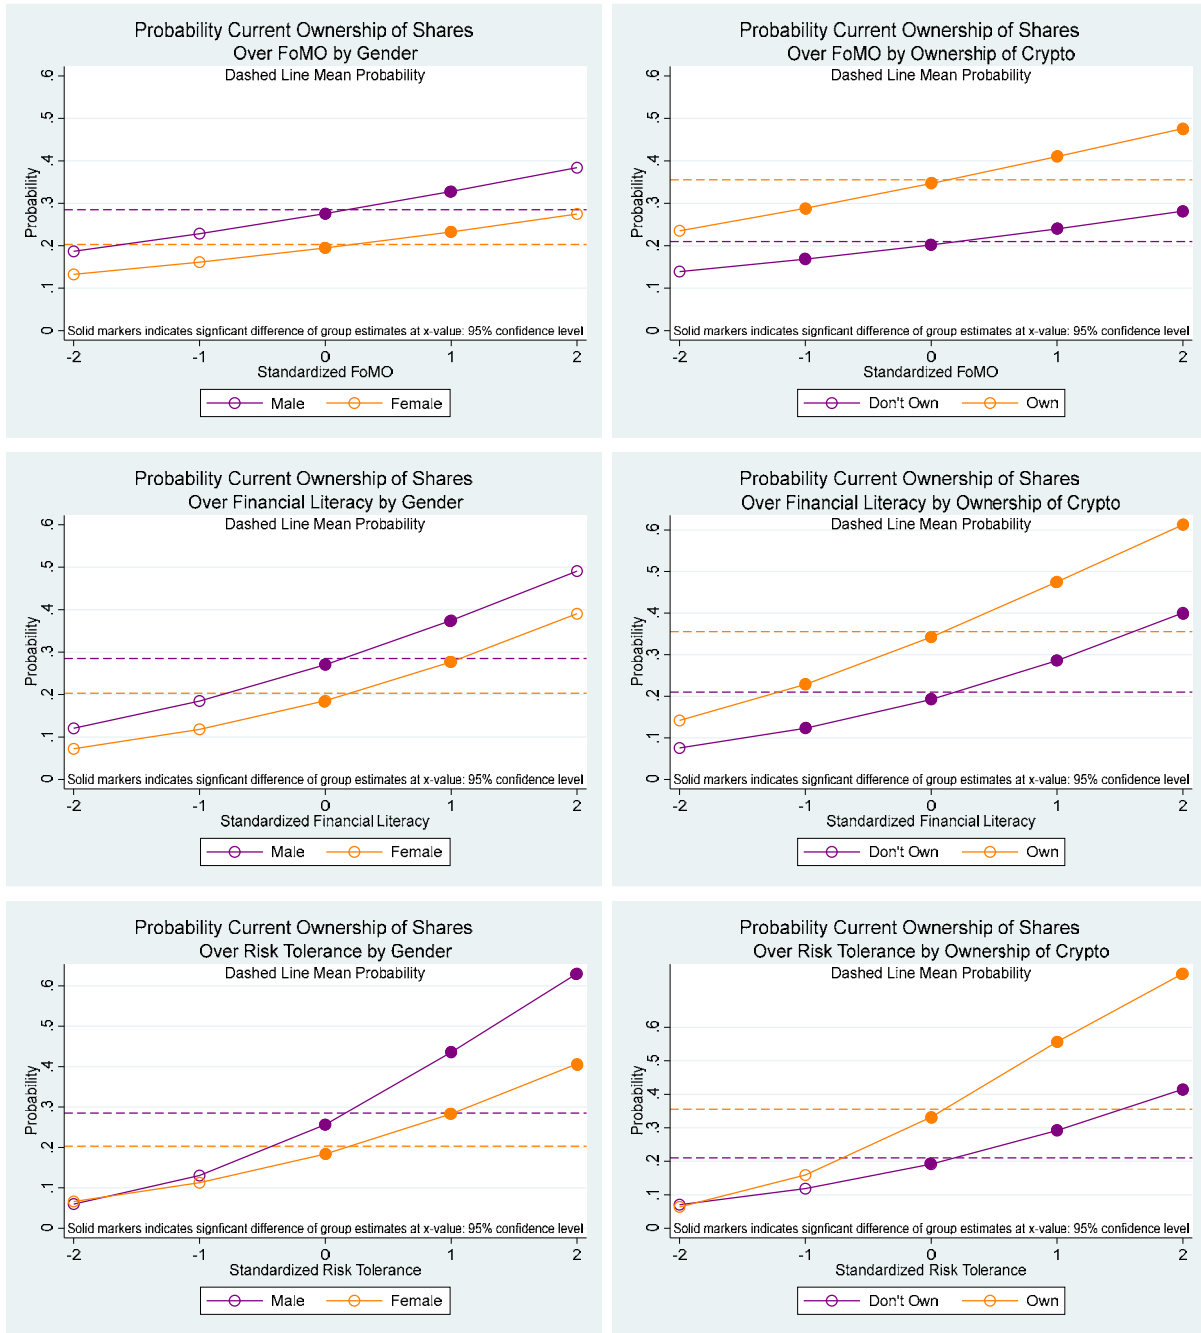 Probability Current Ownership of Shares
Over FoMO by Gender
Dashed Line Mean Probability
Probability
0 .1 .2 .3 .4 .5 .6
Solid markers indicates signficant difference of group estimates at x-value: 95% confidence level
-2 -1 0 1 2
Standardized FoMO
Male Female
Probability Current Ownership of Shares
Over FoMO by Ownership of Crypto
Dashed Line Mean Probability
Probability
0 .1 .2 .3 .4 .5 .6
Solid markers indicates signficant difference of group estimates at x-value: 95% confidence level
-2 -1 0 1 2
Standardized FoMO
Don't Own Own
Probability Current Ownership of Shares
Over Financial Literacy by Gender
Dashed Line Mean Probability
Probability
0 .1 .2 .3 .4 .5 .6
Solid markers indicates signficant difference of group estimates at x-value: 95% confidence level
-2 -1 0 1 2
Standardized Financial Literacy
Male Female
Probability Current Ownership of Shares
Over Financial Literacy by Ownership of Crypto
Dashed Line Mean Probability
Probability
0 .1 .2 .3 .4 .5 .6
Solid markers indicates signficant difference of group estimates at x-value: 95% confidence level
-2 -1 0 1 2
Standardized Financial Literacy
Don't Own Own
Probability Current Ownership of Shares
Over Risk Tolerance by Gender
Dashed Line Mean Probability
Probability
0 .1 .2 .3 .4 .5 .6
Solid markers indicates signficant difference of group estimates at x-value: 95% confidence level
-2 -1 0 1 2
Standardized Risk Tolerance
Male Female
Probability Current Ownership of Shares
Over Risk Tolerance by Ownership of Crypto
Dashed Line Mean Probability
Probability
0 .1 .2 .3 .4 .5 .6
Solid markers indicates signficant difference of group estimates at x-value: 95% confidence level
-2 -1 0 1 2
Standardized Risk Tolerance
Don't Own Own